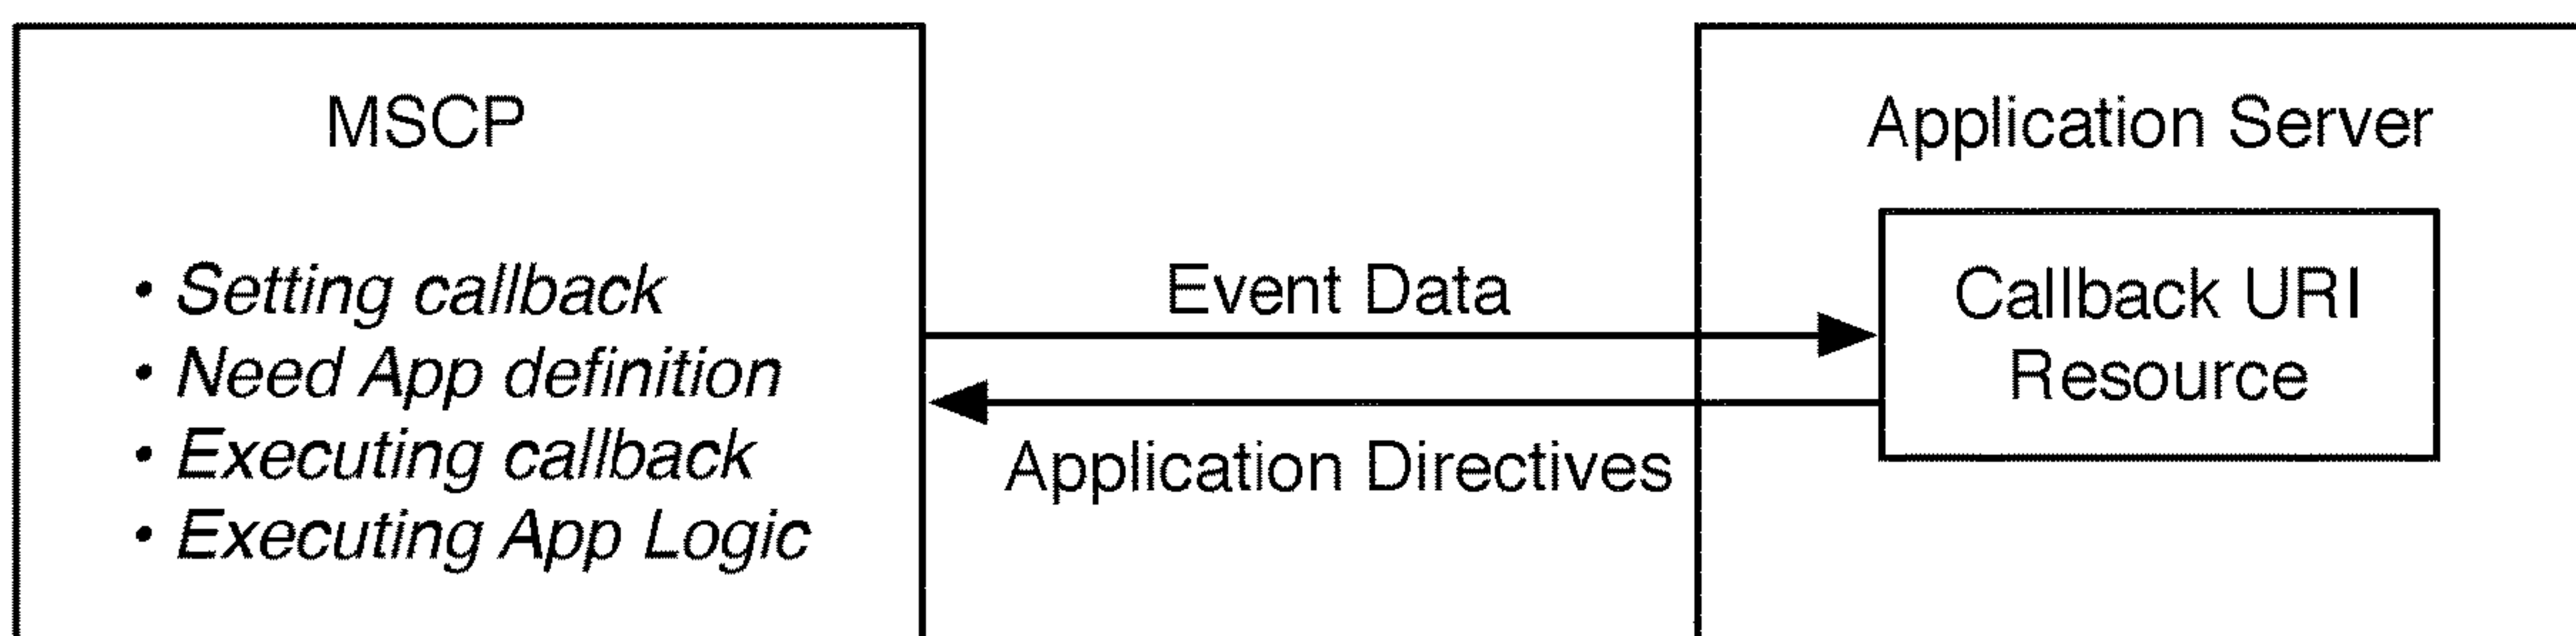 MSCP
• Setting callback
• Need App definition
• Executing callback
• Executing App Logic
Event Data
Application Directives
Application Server
Callback URI
Resource